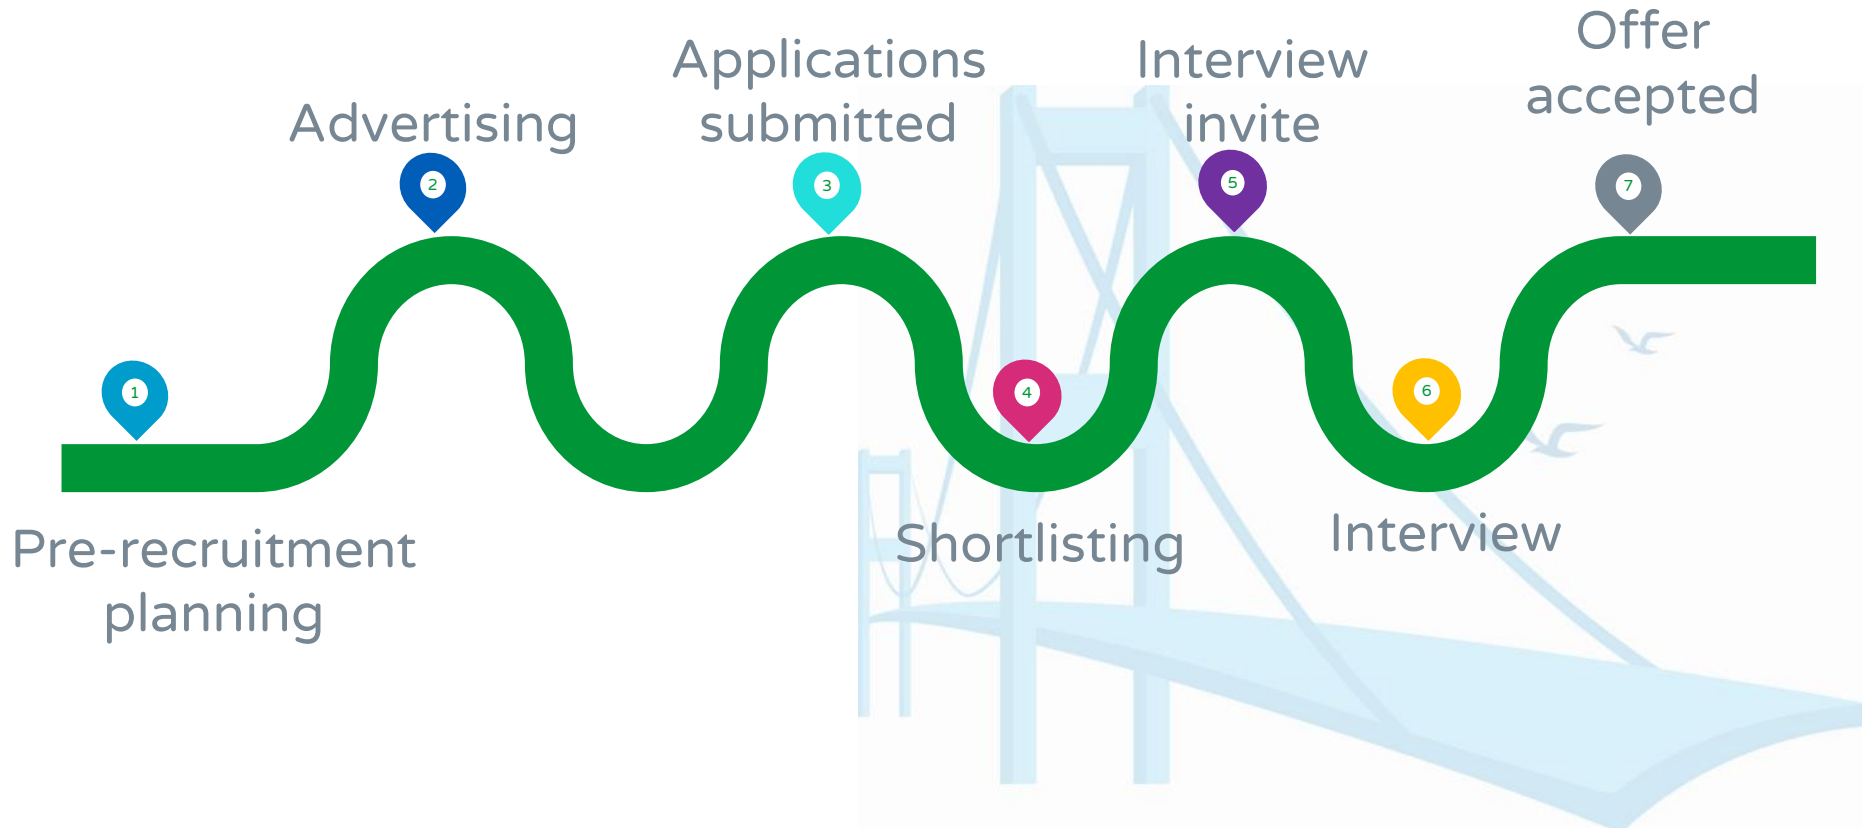 1
Pre-recruitment
planning
2
Advertising
3
Applications
submitted
4
Shortlisting
5
Interview
invite
6
Interview
7
Offer
accepted